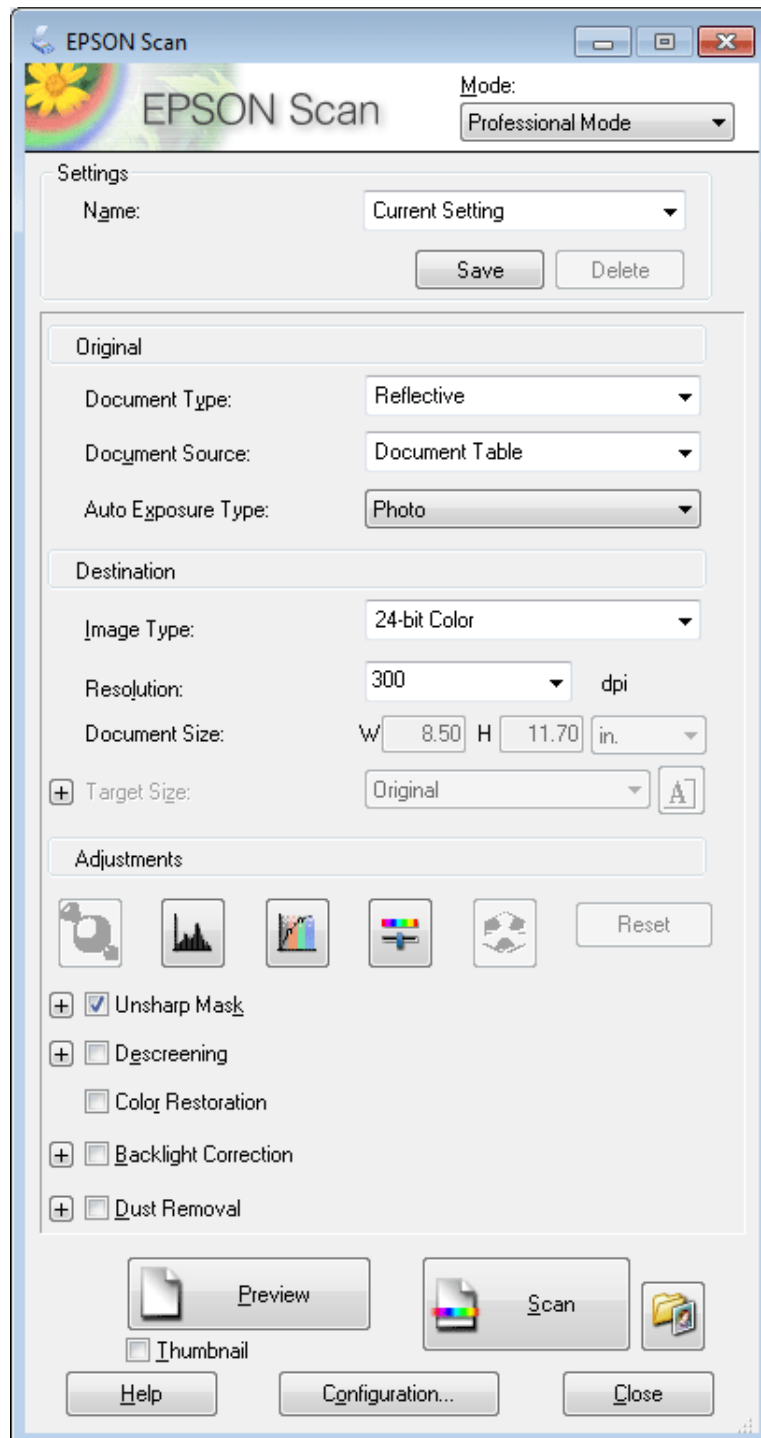 EPSON Scan
EPSON Scan
Mode:
Professional Mode
Settings
Name: Current Setting
Save Delete
Original
Document Type: Reflective
Document Source: Document Table
Auto Exposure Type: Photo
Destination
Image Type: 24-bit Color
Resolution: 300 dpi
Document Size: W 8.50 H 11.70 in.
Target Size: Original A
Adjustments
Reset
Unsharp Mask
Descreening
Color Restoration
Backlight Correction
Dust Removal
Preview Scan
Thumbnail
Help Configuration... Close